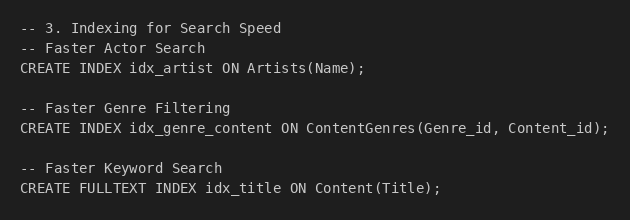 -- 3. Indexing for Search Speed
-- Faster Actor Search
CREATE INDEX idx_artist ON Artists(Name);
-- Faster Genre Filtering
CREATE INDEX idx_genre_content ON ContentGenres(Genre_id, Content_id);
-- Faster Keyword Search
CREATE FULLTEXT INDEX idx_title ON Content(Title);